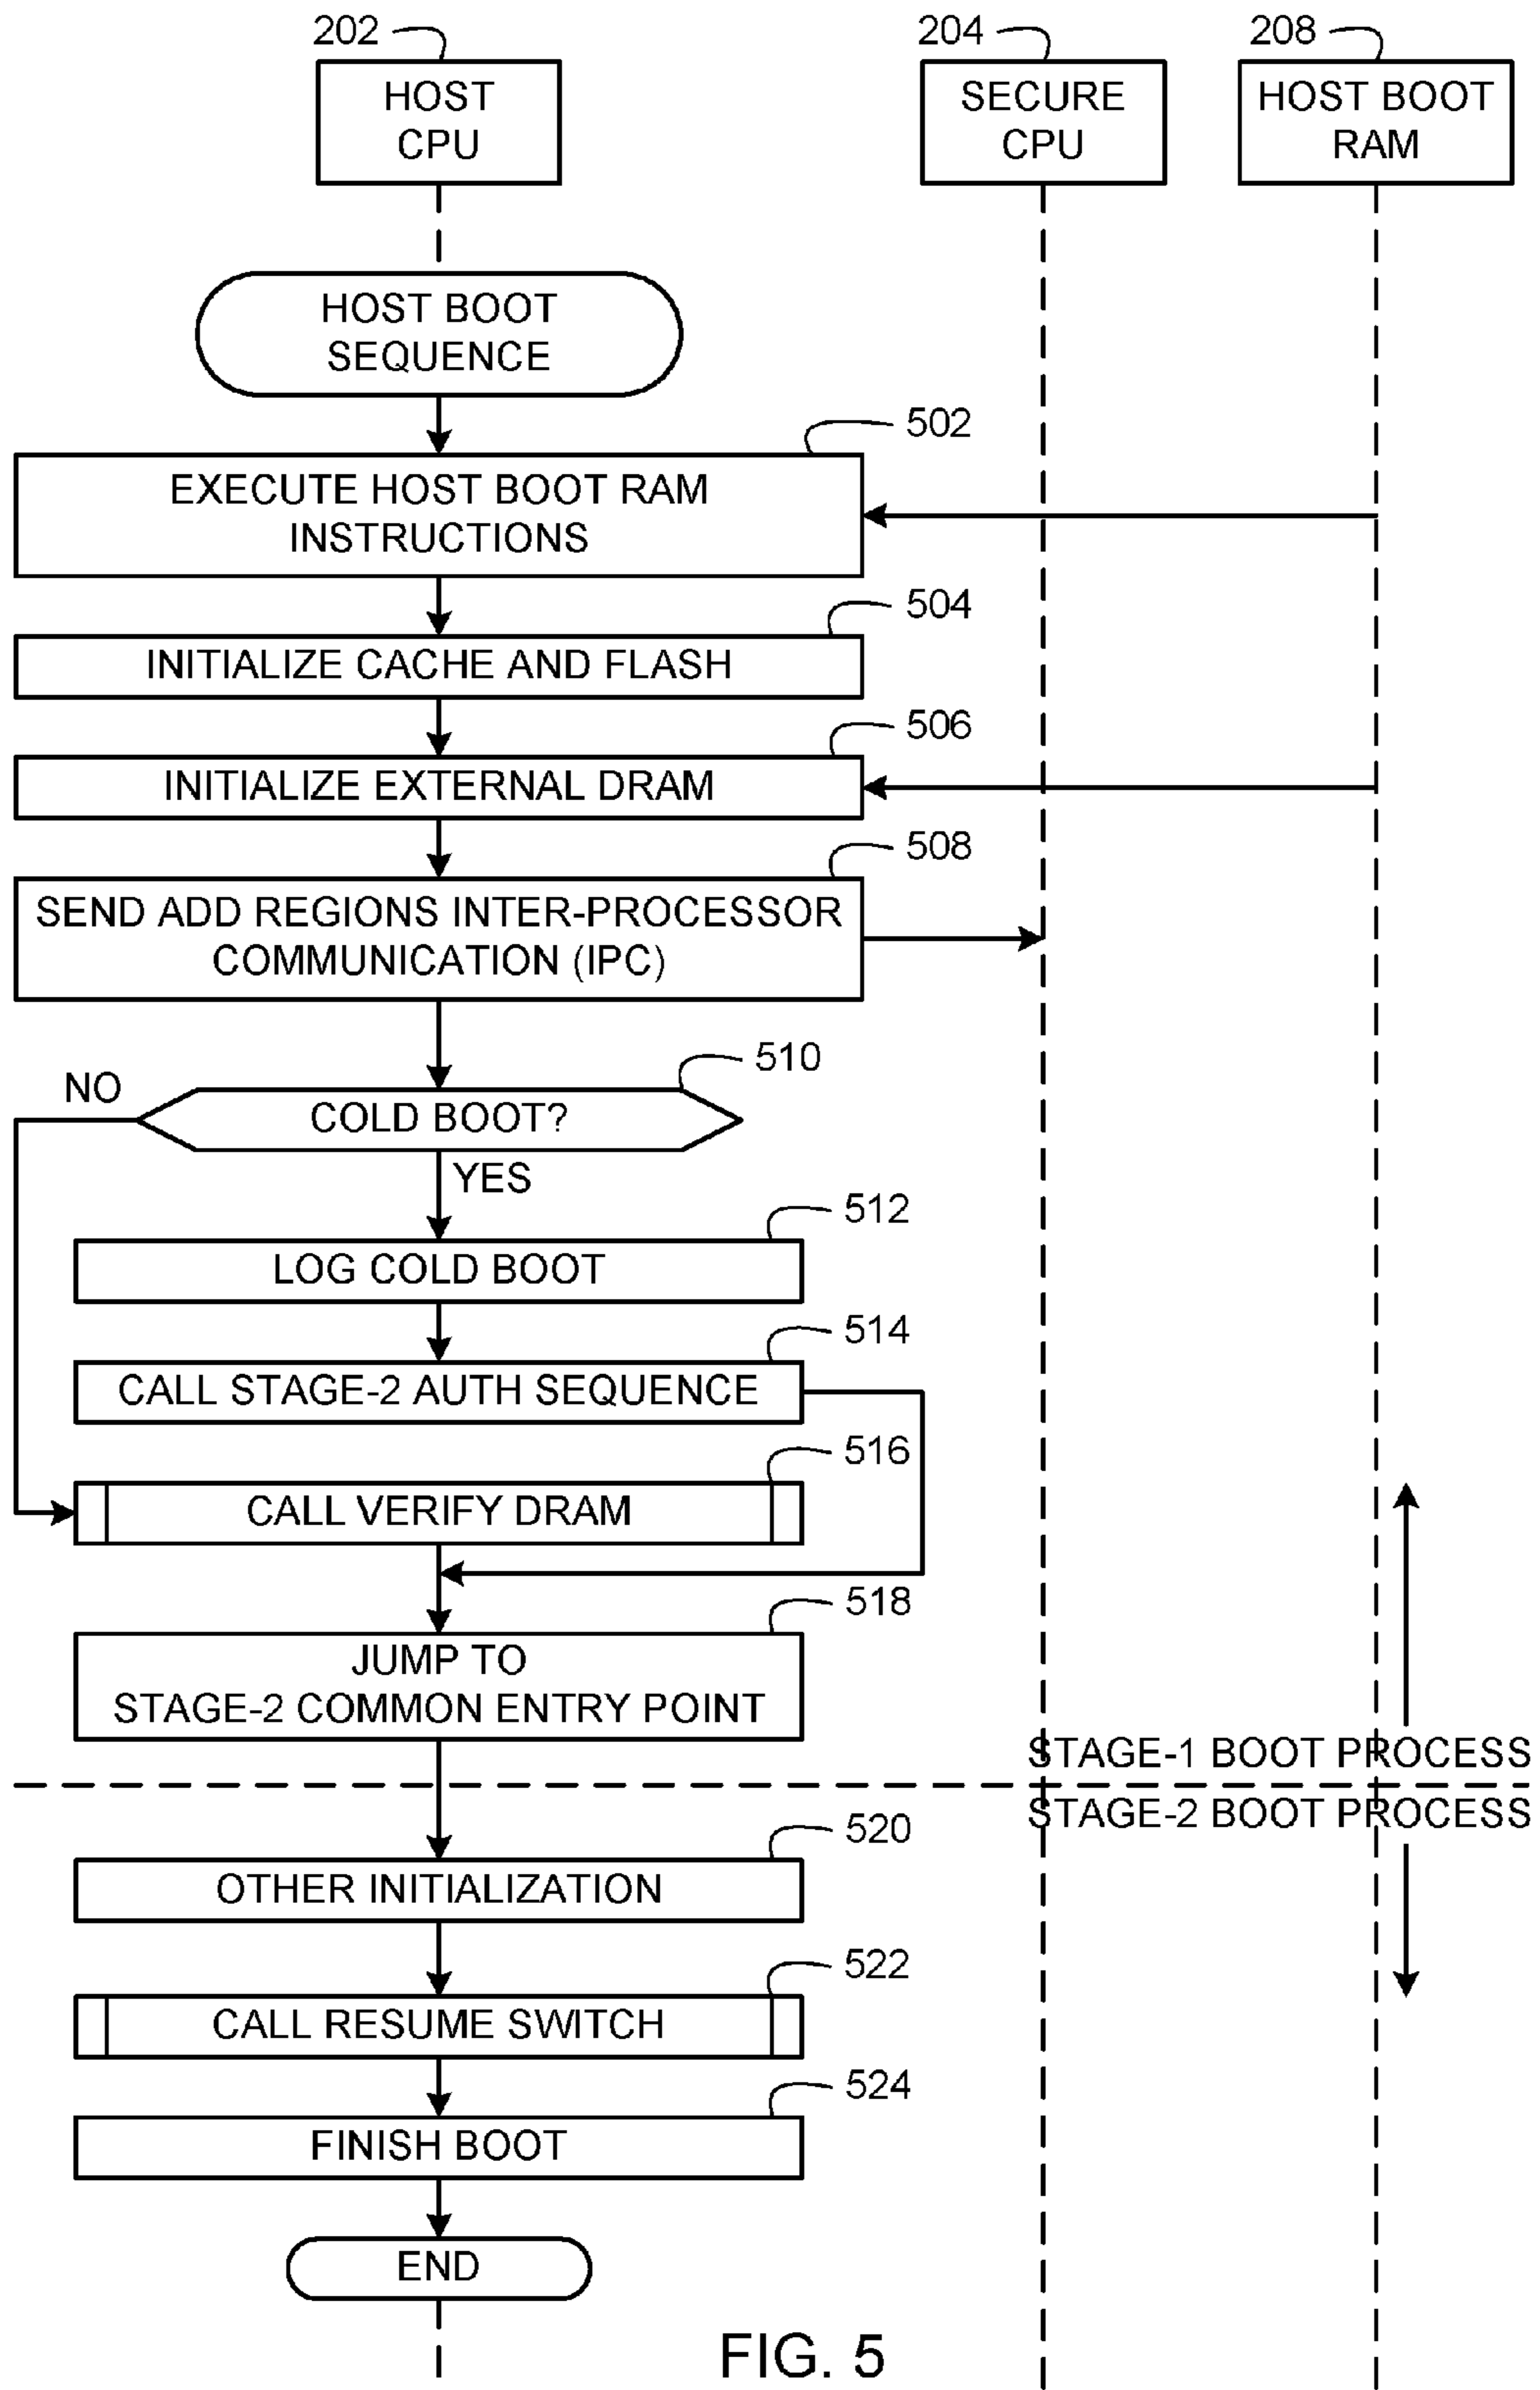 202
204
208
HOST
CPU
SECURE
CPU
HOST BOOT
RAM
HOST BOOT
SEQUENCE
502
EXECUTE HOST BOOT RAM
INSTRUCTIONS
504
INITIALIZE CACHE AND FLASH
506
INITIALIZE EXTERNAL DRAM
508
SEND ADD REGIONS INTER-PROCESSOR
COMMUNICATION (IPC)
510
NO
COLD BOOT?
YES
512
LOG COLD BOOT
514
CALL STAGE-2 AUTH SEQUENCE
516
CALL VERIFY DRAM
518
JUMP TO
STAGE-2 COMMON ENTRY POINT
STAGE-1 BOOT PROCESS
STAGE-2 BOOT PROCESS
520
OTHER INITIALIZATION
522
CALL RESUME SWITCH
524
FINISH BOOT
END
FIG. 5